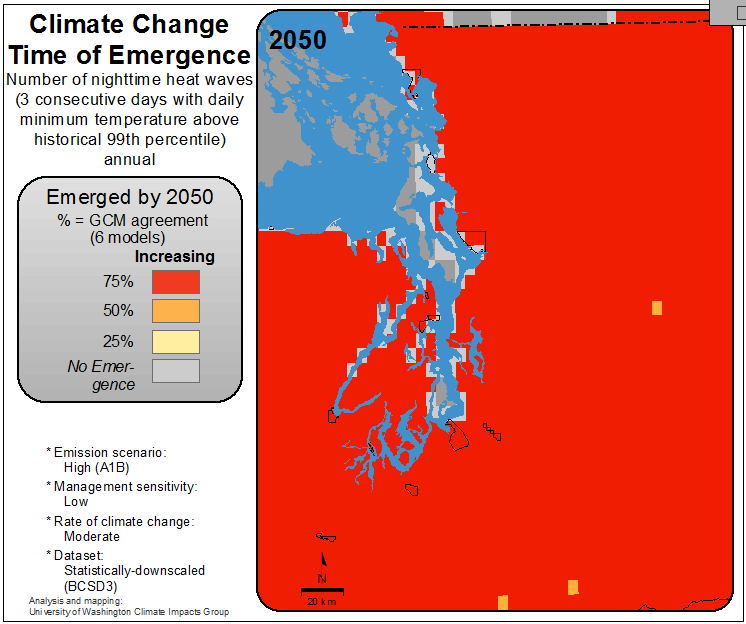 Climate Change
Time of Emergence
Number of nighttime heat waves
(3 consecutive days with daily
minimum temperature above
historical 99th percentile)
annual
Emerged by 2050
% = GCM agreement
(6 models)
Increasing
75%
50%
25%
No Emer-
gence
* Emission scenario:
High (A1B)
* Management sensitivity:
Low
* Rate of climate change:
Moderate
* Dataset:
Statistically-downscaled
(BCSD3)
Analysis and mapping:
University of Washington Climate Impacts Group
2050
N
20 km